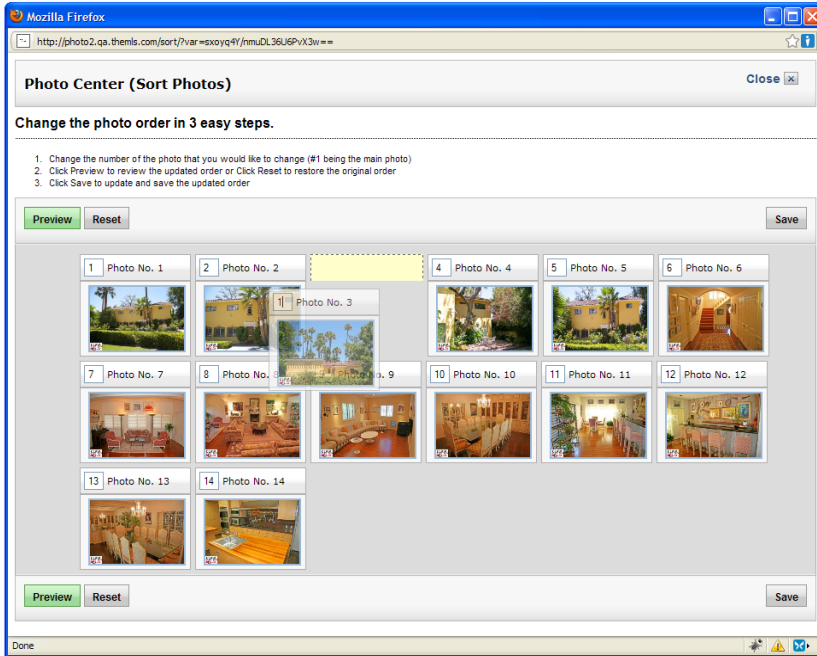 Mozilla Firefox
http://photo2.qa.themls.com/sort/?var=sxoyq4Y/nmuDL36U6PvX3w==
Photo Center (Sort Photos)
Close
Change the photo order in 3 easy steps.
1. Change the number of the photo that you would like to change (#1 being the main photo)
2. Click Preview to review the updated order or Click Reset to restore the original order
3. Click Save to update and save the updated order
Preview Reset Save
1 Photo No. 1 2 Photo No. 2 4 Photo No. 4 5 Photo No. 5 6 Photo No. 6
1 Photo No. 3
7 Photo No. 7 8 Photo No. 9 10 Photo No. 10 11 Photo No. 11 12 Photo No. 12
13 Photo No. 13 14 Photo No. 14
Preview Reset Save
Done